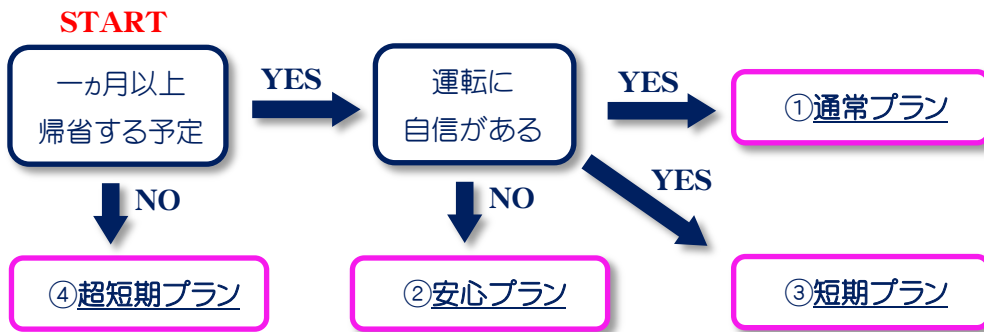 START
一ヵ月以上
帰省する予定
YES
運転に
自信がある
YES
①通常プラン
NO
NO
YES
④超短期プラン
②安心プラン
③短期プラン